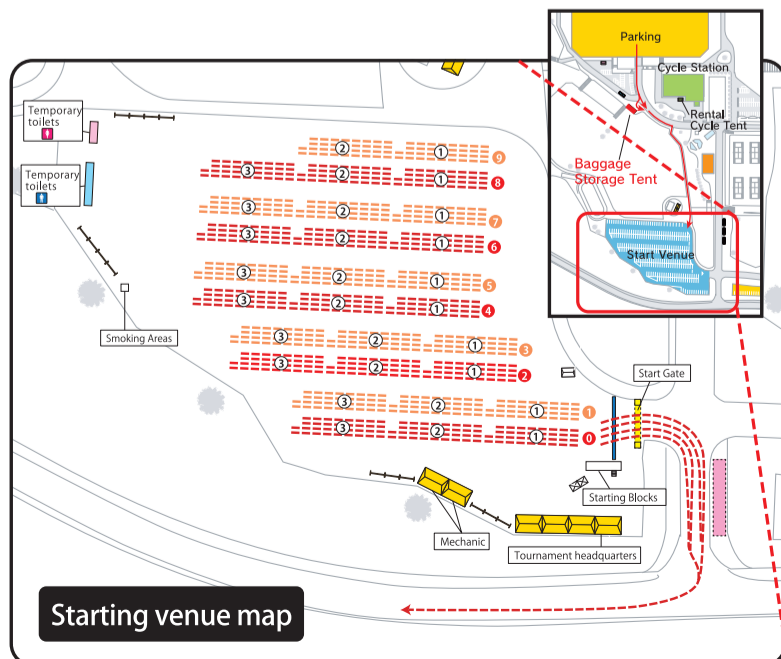 Parking
Cycle Station
Rental
Cycle Tent
Baggage
Storage Tent
Start Venue
Temporary
toilets
Temporary
toilets
Smoking Areas
② ① 9
③ ② ① 8
③ ② ① 7
③ ② ① 6
③ ② ① 5
③ ② ① 4
③ ② ① 3
③ ② ① 2
③ ② ① 1
③ ② ① 0
Start Gate
Starting Blocks
Mechanic
Tournament headquarters
Starting venue map